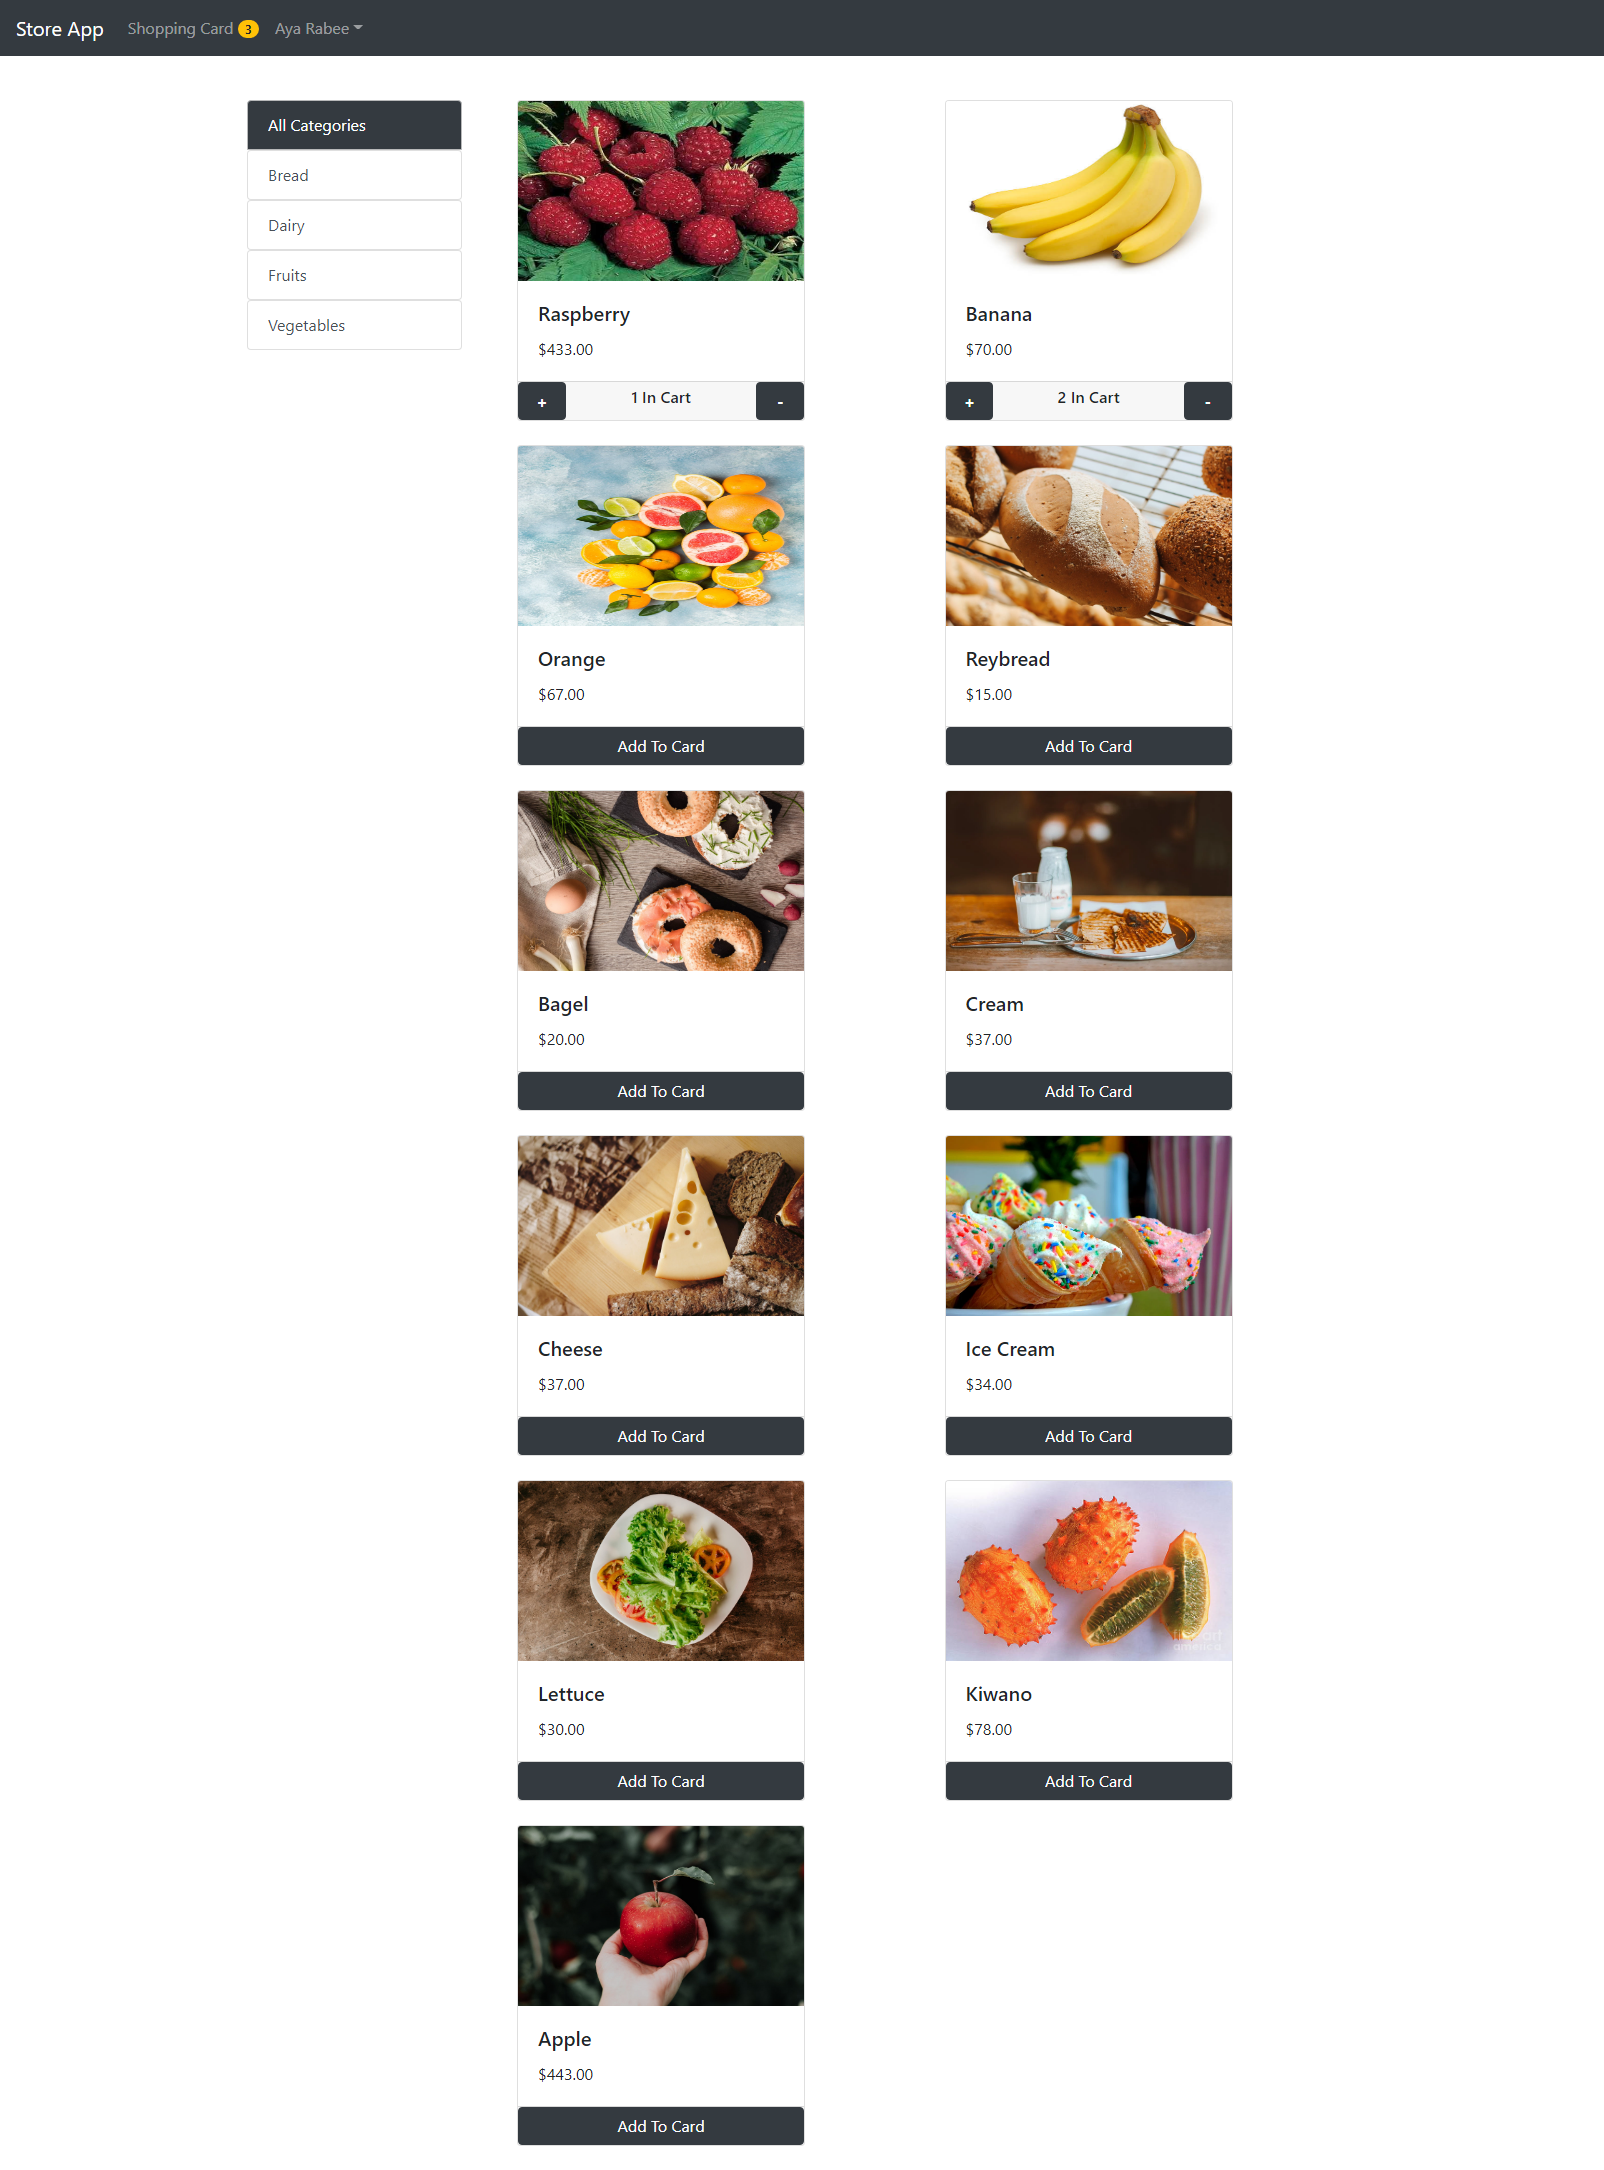 Store App Shopping Card 3 Aya Rabee
All Categories
Bread
Dairy
Fruits
Vegetables
Raspberry
$433.00
+ 1 In Cart -
Banana
$70.00
+ 2 In Cart -
Orange
$67.00
Add To Card
Reybread
$15.00
Add To Card
Bagel
$20.00
Add To Card
Cream
$37.00
Add To Card
Cheese
$37.00
Add To Card
Ice Cream
$34.00
Add To Card
Lettuce
$30.00
Add To Card
america
Kiwano
$78.00
Add To Card
Apple
$443.00
Add To Card